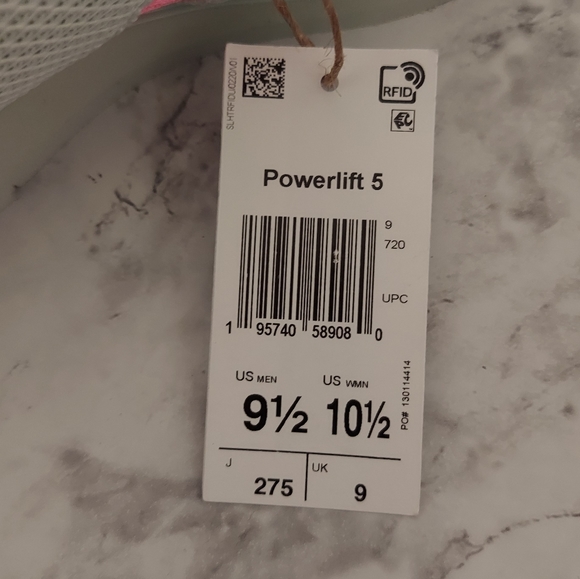 SLHTRFIDU0220IV01
RFID
Powerlift 5
9
720
UPC
1 95740 58908 0
US MEN US WMN
9½ 10½
PO# 130114414
J UK
275 9